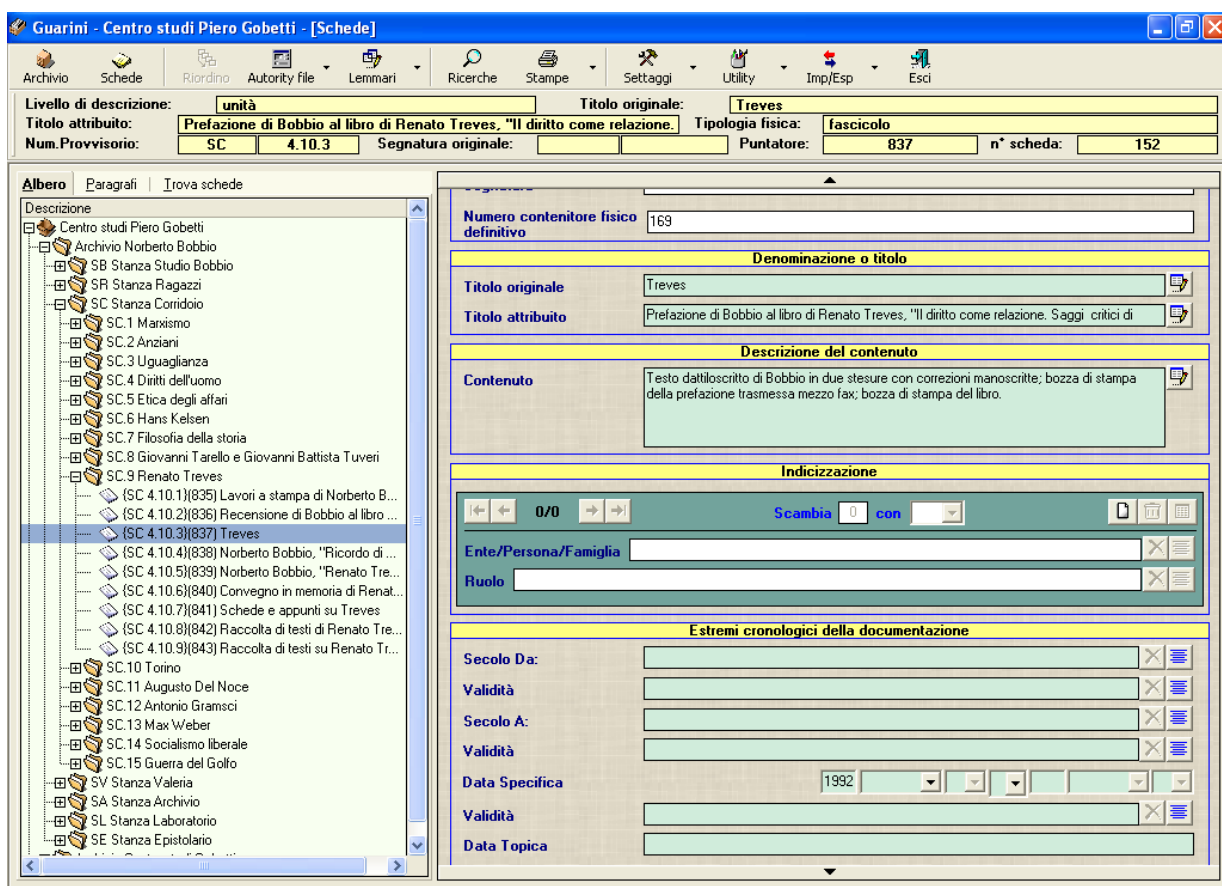 Guarini - Centro studi Piero Gobetti - [Schede]
Archivio Schede Riordino Autority file Lemmari Ricerche Stampe Settaggi Utility Imp/Esp Esci
Livello di descrizione: unità Titolo originale: Treves
Titolo attribuito: Prefazione di Bobbio al libro di Renato Treves, "Il diritto come relazione. Tipologia fisica: fascicolo
Num.Provvisorio: SC 4.10.3 Segnatura originale: Puntatore: 837 n° scheda: 152
Albero Paragrafi Trova schede
Descrizione
Centro studi Piero Gobetti
Archivio Norberto Bobbio
SB Stanza Studio Bobbio
SR Stanza Ragazzi
SC Stanza Corridoio
SC.1 Marxismo
SC.2 Anziani
SC.3 Uguaglianza
SC.4 Diritti dell'uomo
SC.5 Etica degli affari
SC.6 Hans Kelsen
SC.7 Filosofia della storia
SC.8 Giovanni Tarello e Giovanni Battista Tuveri
SC.9 Renato Treves
{SC 4.10.1}(835) Lavori a stampa di Norberto B...
{SC 4.10.2}(836) Recensione di Bobbio al libro ...
{SC 4.10.3}(837) Treves
{SC 4.10.4}(838) Norberto Bobbio, "Ricordo di ...
{SC 4.10.5}(839) Norberto Bobbio, "Renato Tre...
{SC 4.10.6}(840) Convegno in memoria di Renat...
{SC 4.10.7}(841) Schede e appunti su Treves
{SC 4.10.8}(842) Raccolta di testi di Renato Tre...
{SC 4.10.9}(843) Raccolta di testi su Renato Tr...
SC.10 Torino
SC.11 Augusto Del Noce
SC.12 Antonio Gramsci
SC.13 Max Weber
SC.14 Socialismo liberale
SC.15 Guerra del Golfo
SV Stanza Valeria
SA Stanza Archivio
SL Stanza Laboratorio
SE Stanza Epistolario
Numero contenitore fisico definitivo 169
Denominazione o titolo
Titolo originale Treves
Titolo attribuito Prefazione di Bobbio al libro di Renato Treves, "Il diritto come relazione. Saggi critici di
Descrizione del contenuto
Contenuto Testo dattiloscritto di Bobbio in due stesure con correzioni manoscritte; bozza di stampa
della prefazione trasmessa mezzo fax; bozza di stampa del libro.
Indicizzazione
0/0 Scambia 0 con
Ente/Persona/Famiglia
Ruolo
Estremi cronologici della documentazione
Secolo Da:
Validità
Secolo A:
Validità
Data Specifica 1992
Validità
Data Topica